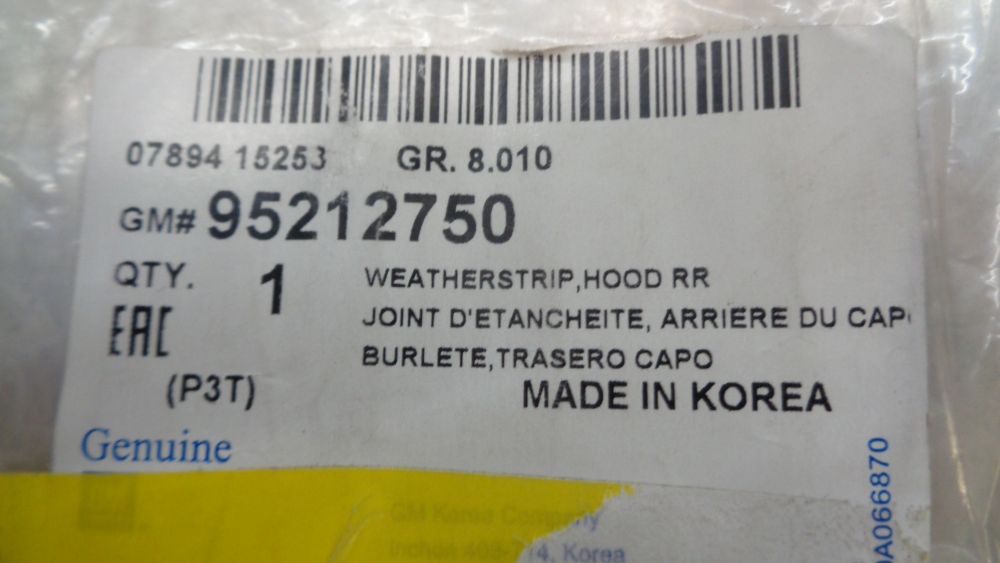 07894 15253 GR. 8.010
GM# 95212750
QTY. 1 WEATHERSTRIP,HOOD RR
EAC JOINT D'ETANCHEITE, ARRIERE DU CAP
BURLETE,TRASERO CAPO
(P3T) MADE IN KOREA
Genuine
GM Korea Company
Korea
A066870